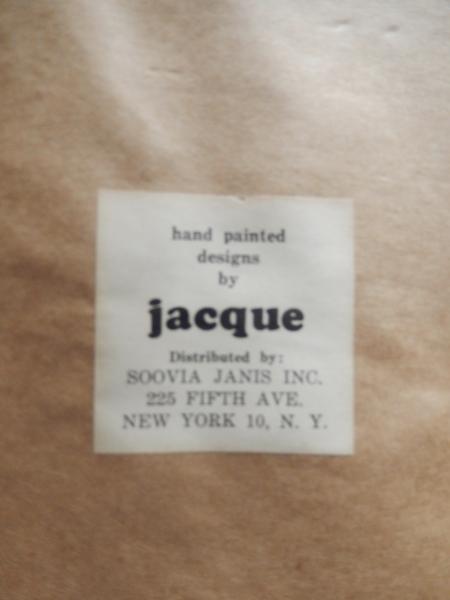 hand painted
designs
by
jacque
Distributed by:
SOOVIA JANIS INC.
225 FIFTH AVE.
NEW YORK 10, N. Y.